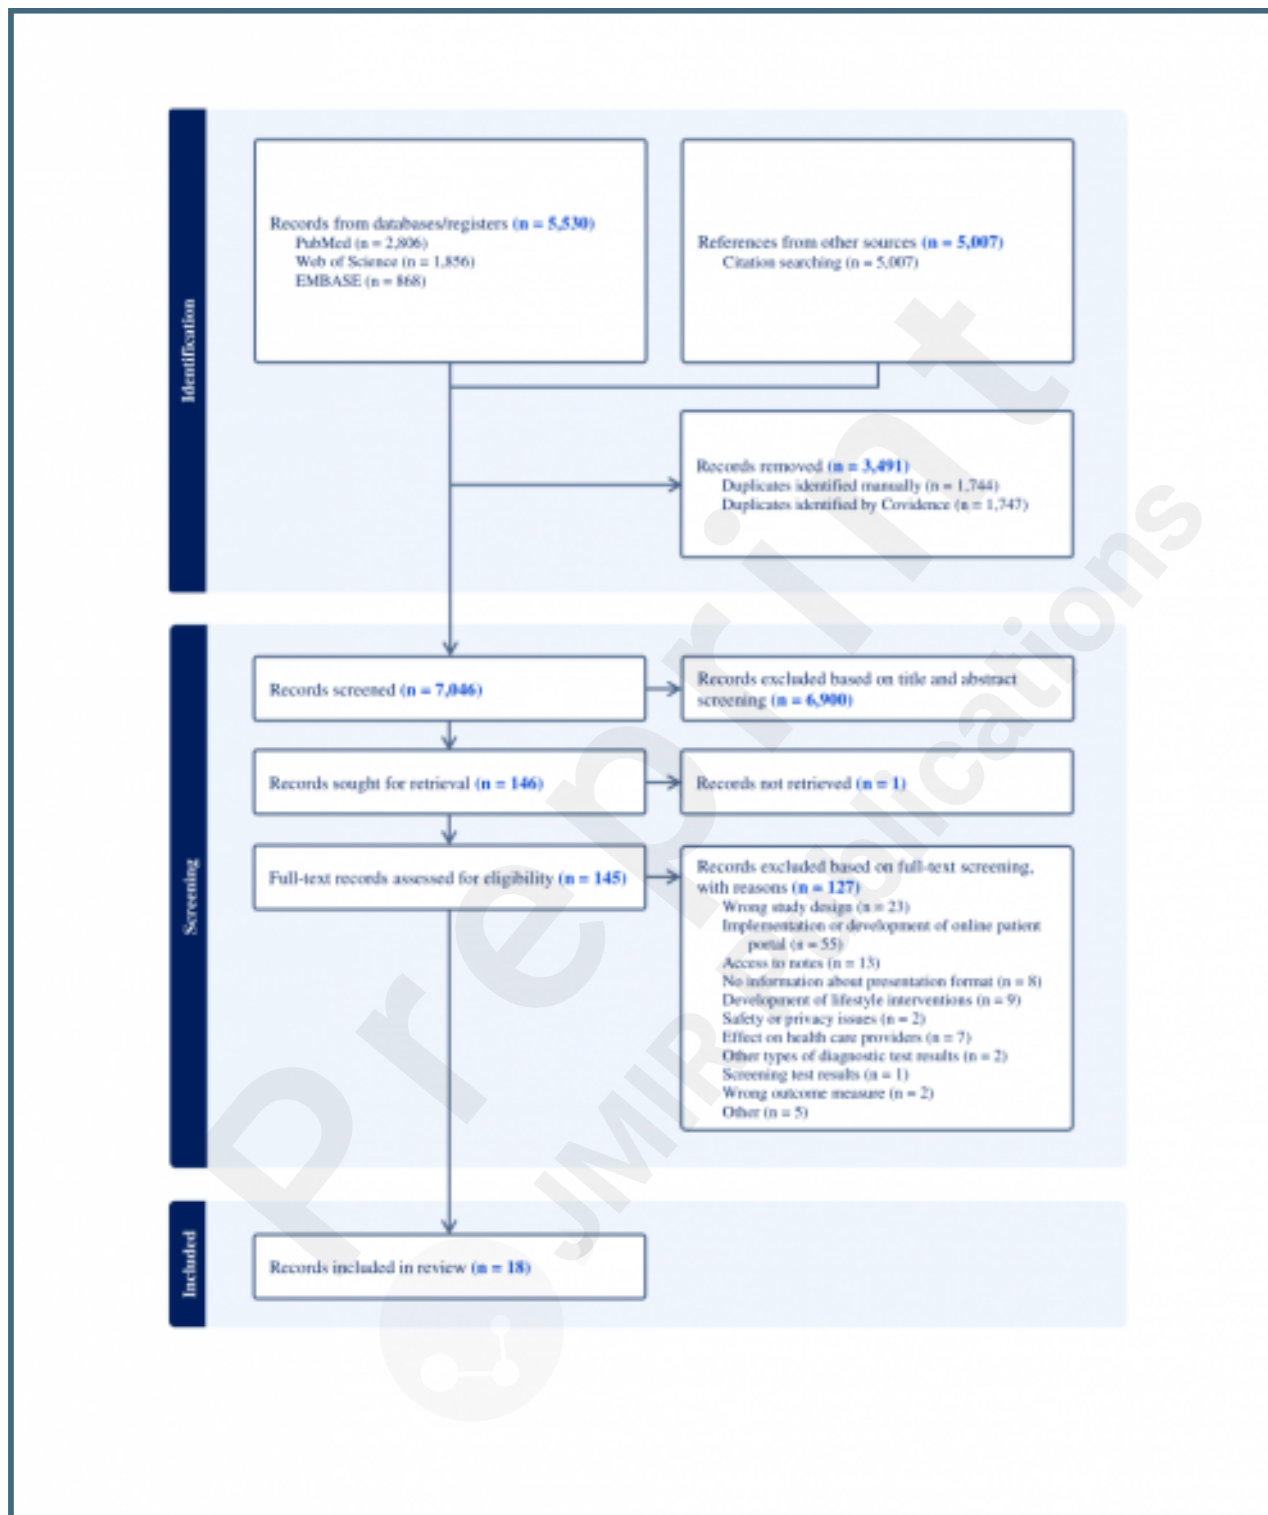 Identification
Records from databases/registers (n = 5,530)
PubMed (n = 2,806)
Web of Science (n = 1,856)
EMBASE (n = 868)
References from other sources (n = 5,007)
Citation searching (n = 5,007)
Records removed (n = 3,491)
Duplicates identified manually (n = 1,744)
Duplicates identified by Covidence (n = 1,747)
Screening
Records screened (n = 7,046)
Records excluded based on title and abstract
screening (n = 6,900)
Records sought for retrieval (n = 146)
Records not retrieved (n = 1)
Full-text records assessed for eligibility (n = 145)
Records excluded based on full-text screening,
with reasons (n = 127)
Wrong study design (n = 23)
Implementation or development of online patient
portal (n = 55)
Access to notes (n = 13)
No information about presentation format (n = 8)
Development of lifestyle interventions (n = 9)
Safety or privacy issues (n = 2)
Effect on health care providers (n = 7)
Other types of diagnostic test results (n = 2)
Screening test results (n = 1)
Wrong outcome measure (n = 2)
Other (n = 5)
Included
Records included in review (n = 18)
Preprint
JMIR Publications